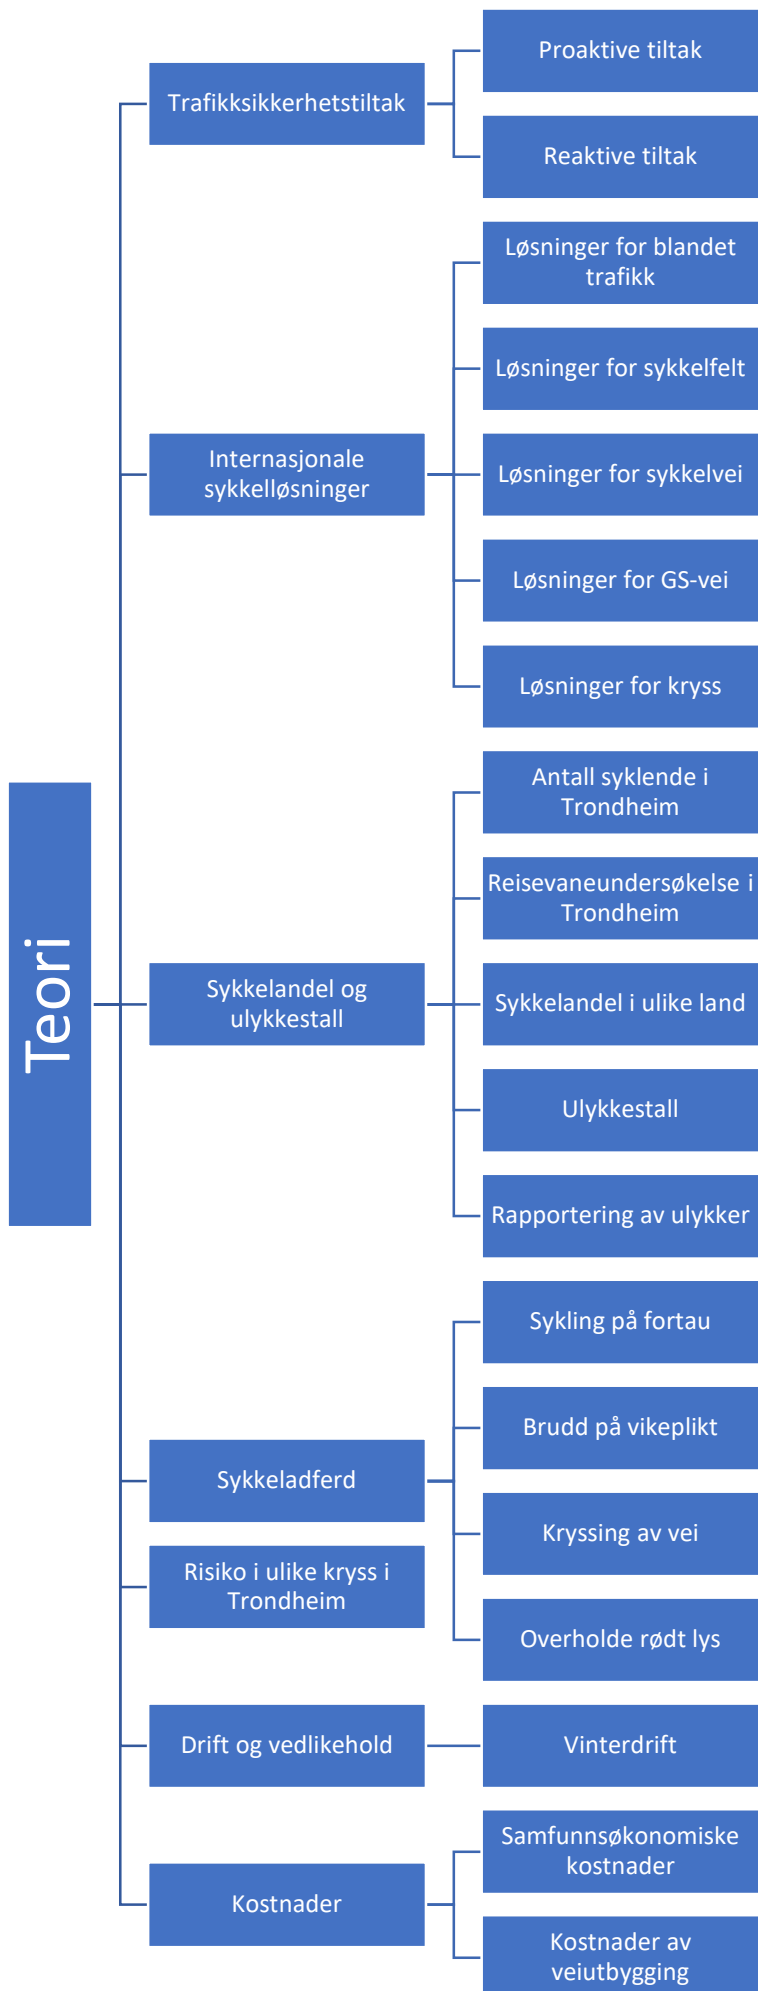 Teori
Trafikksikkerhetstiltak
Proaktive tiltak
Reaktive tiltak
Internasjonale
sykkelløsninger
Løsninger for blandet
trafikk
Løsninger for sykkelfelt
Løsninger for sykkelvei
Løsninger for GS-vei
Løsninger for kryss
Sykkelandel og
ulykkestall
Antall syklende i
Trondheim
Reisevaneundersøkelse i
Trondheim
Sykkelandel i ulike land
Ulykkestall
Rapportering av ulykker
Sykkeladferd
Sykling på fortau
Brudd på vikeplikt
Kryssing av vei
Overholde rødt lys
Risiko i ulike kryss i
Trondheim
Drift og vedlikehold
Vinterdrift
Kostnader
Samfunnsøkonomiske
kostnader
Kostnader av
veiutbygging